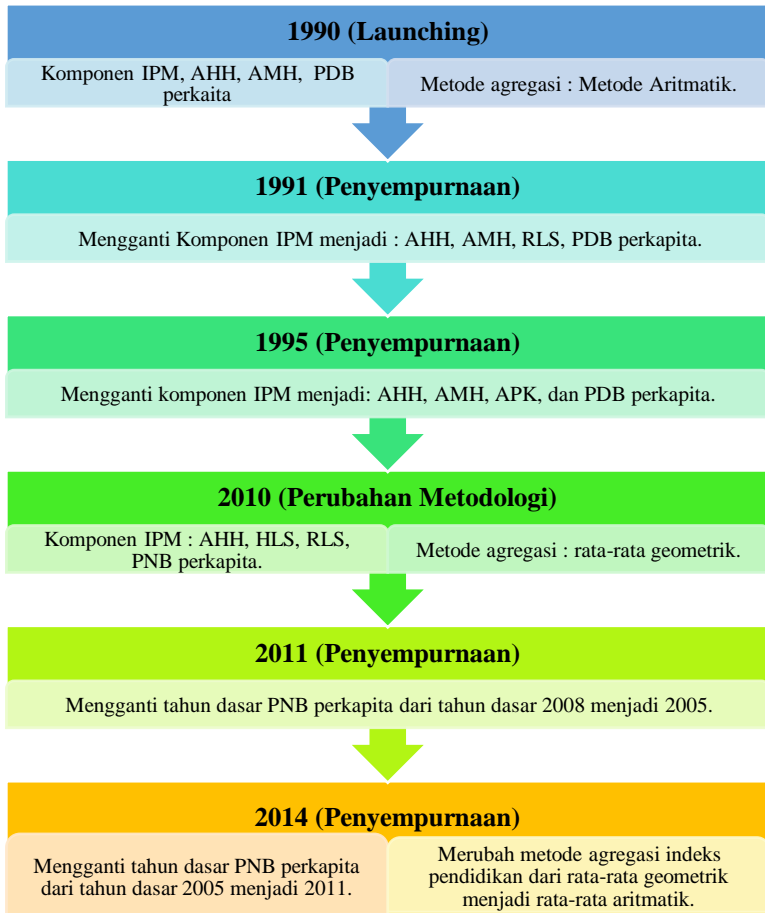 1990 (Launching)
Komponen IPM, AHH, AMH, PDB
perkaita
Metode agregasi : Metode Aritmatik.
1991 (Penyempurnaan)
Mengganti Komponen IPM menjadi : AHH, AMH, RLS, PDB perkapita.
1995 (Penyempurnaan)
Mengganti komponen IPM menjadi: AHH, AMH, APK, dan PDB perkapita.
2010 (Perubahan Metodologi)
Komponen IPM : AHH, HLS, RLS,
PNB perkapita.
Metode agregasi : rata-rata geometrik.
2011 (Penyempurnaan)
Mengganti tahun dasar PNB perkapita dari tahun dasar 2008 menjadi 2005.
2014 (Penyempurnaan)
Mengganti tahun dasar PNB perkapita
dari tahun dasar 2005 menjadi 2011.
Merubah metode agregasi indeks
pendidikan dari rata-rata geometrik
menjadi rata-rata aritmatik.